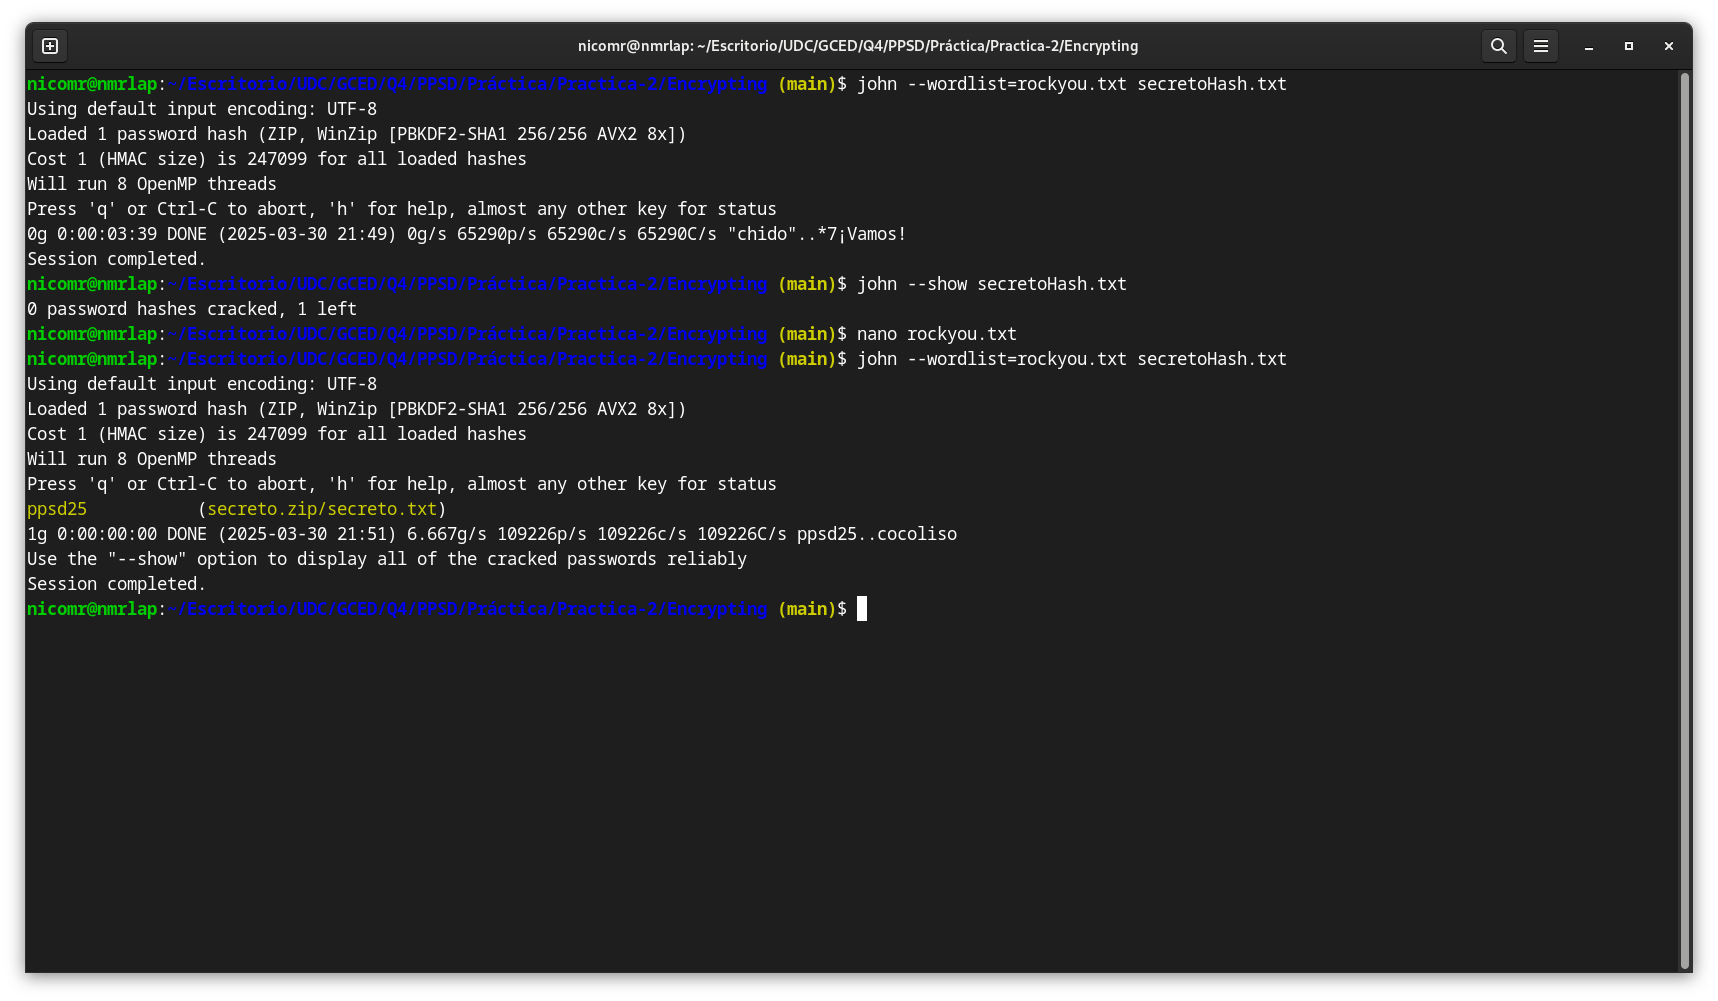 nicomr@nmrlap: ~/Escritorio/UDC/GCED/Q4/PPSD/Práctica/Practica-2/Encrypting
nicomr@nmrlap:~/Escritorio/UDC/GCED/Q4/PPSD/Práctica/Practica-2/Encrypting (main)$ john --wordlist=rockyou.txt secretoHash.txt
Using default input encoding: UTF-8
Loaded 1 password hash (ZIP, WinZip [PBKDF2-SHA1 256/256 AVX2 8x])
Cost 1 (HMAC size) is 247099 for all loaded hashes
Will run 8 OpenMP threads
Press 'q' or Ctrl-C to abort, 'h' for help, almost any other key for status
0g 0:00:03:39 DONE (2025-03-30 21:49) 0g/s 65290p/s 65290c/s 65290C/s "chido"..*7¡Vamos!
Session completed.
nicomr@nmrlap:~/Escritorio/UDC/GCED/Q4/PPSD/Práctica/Practica-2/Encrypting (main)$ john --show secretoHash.txt
0 password hashes cracked, 1 left
nicomr@nmrlap:~/Escritorio/UDC/GCED/Q4/PPSD/Práctica/Practica-2/Encrypting (main)$ nano rockyou.txt
nicomr@nmrlap:~/Escritorio/UDC/GCED/Q4/PPSD/Práctica/Practica-2/Encrypting (main)$ john --wordlist=rockyou.txt secretoHash.txt
Using default input encoding: UTF-8
Loaded 1 password hash (ZIP, WinZip [PBKDF2-SHA1 256/256 AVX2 8x])
Cost 1 (HMAC size) is 247099 for all loaded hashes
Will run 8 OpenMP threads
Press 'q' or Ctrl-C to abort, 'h' for help, almost any other key for status
ppsd25           (secreto.zip/secreto.txt)
1g 0:00:00:00 DONE (2025-03-30 21:51) 6.667g/s 109226p/s 109226c/s 109226C/s ppsd25..cocoliso
Use the "--show" option to display all of the cracked passwords reliably
Session completed.
nicomr@nmrlap:~/Escritorio/UDC/GCED/Q4/PPSD/Práctica/Practica-2/Encrypting (main)$